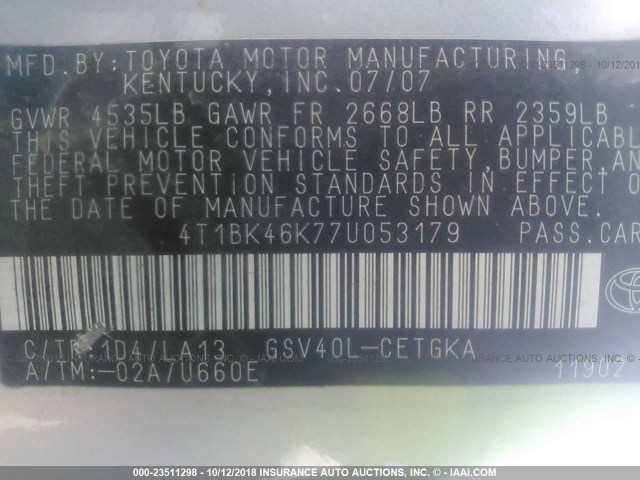 MFD.BY:TOYOTA MOTOR MANUFACTURING,
KENTUCKY,INC.07/07
GVWR 4535LB GAWR FR 2668LB RR 2359LB
THIS VEHICLE CONFORMS TO ALL APPLICABLE
FEDERAL MOTOR VEHICLE SAFETY,BUMPER,AN
THEFT PREVENTION STANDARDS IN EFFECT O
THE DATE OF MANUFACTURE SHOWN ABOVE.
4T1BK46K77U053179 PASS.CAR
C/TR 1D4/LA13 GSV40L-CETGKA
A/TM:-02A/U660E 11902
000-23511298 - 10/12/2018 INSURANCE AUTO AUCTIONS, INC. © - IAAI.COM